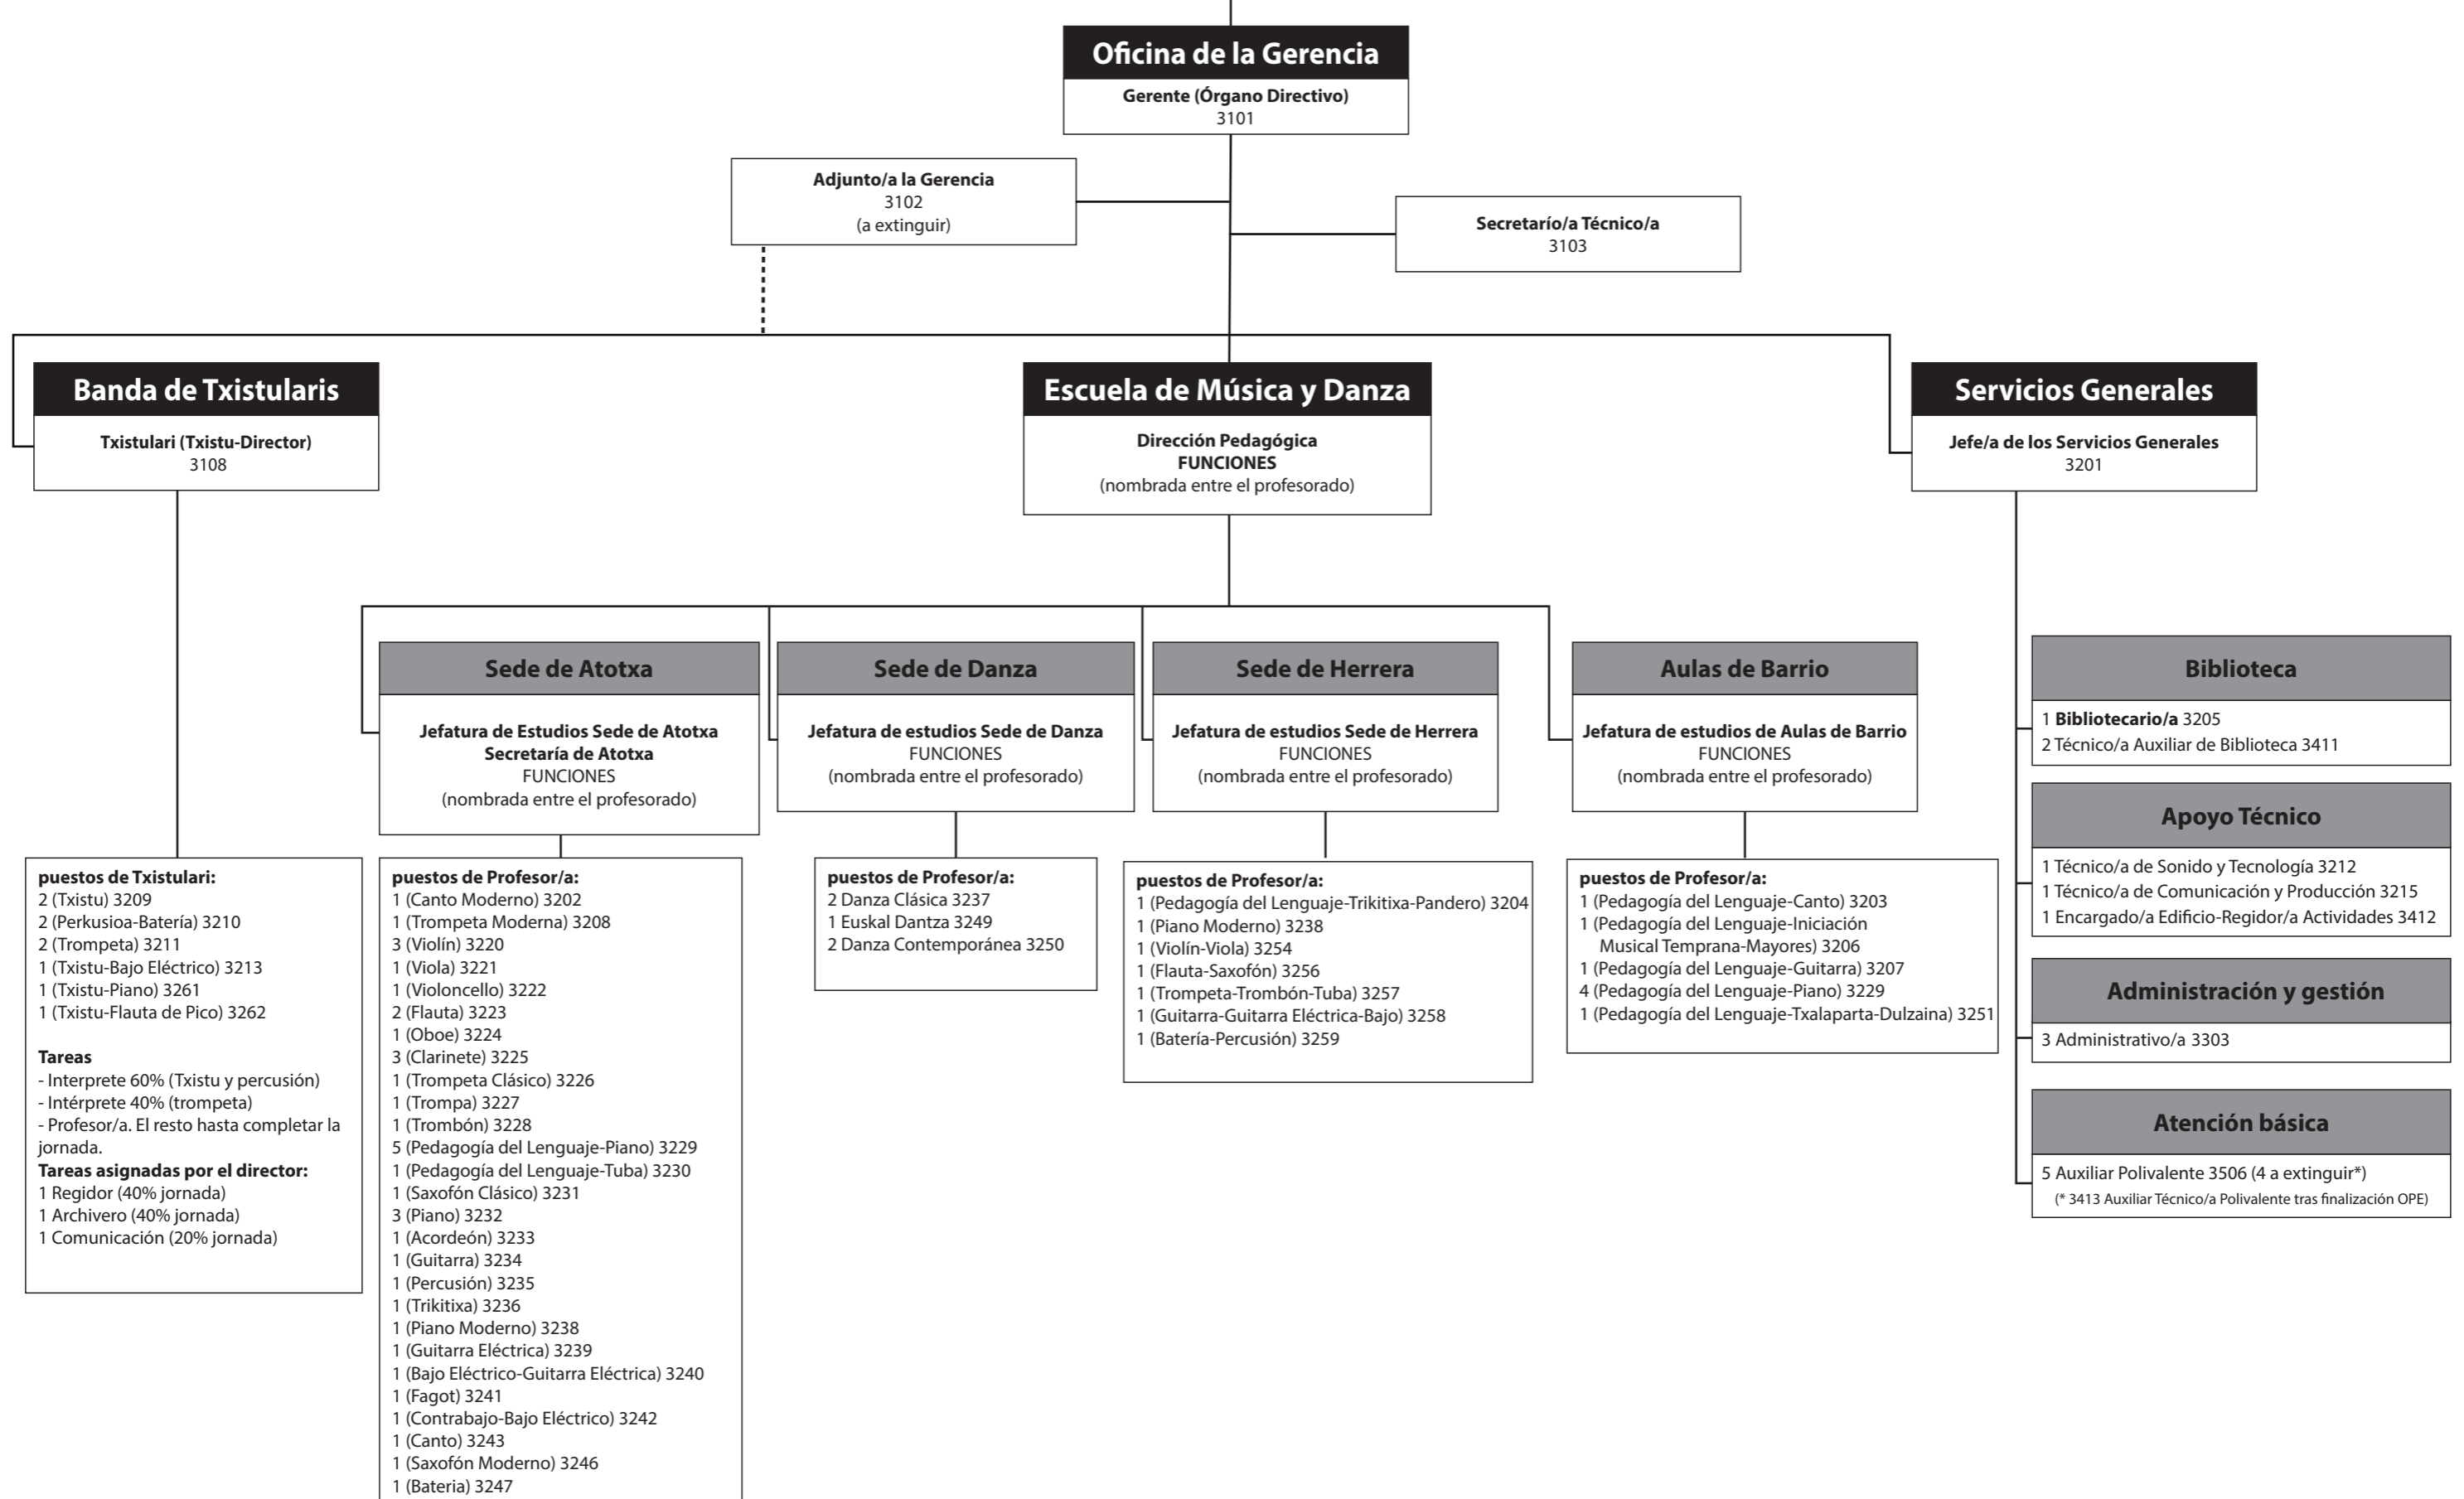 Oficina de la Gerencia
Gerente (Órgano Directivo)
3101
Adjunto/a la Gerencia
3102
(a extinguir)
Secretarío/a Técnico/a
3103
Banda de Txistularis
Txistulari (Txistu-Director)
3108
Escuela de Música y Danza
Dirección Pedagógica
FUNCIONES
(nombrada entre el profesorado)
Servicios Generales
Jefe/a de los Servicios Generales
3201
puestos de Txistulari:
2 (Txistu) 3209
2 (Perkusioa-Batería) 3210
2 (Trompeta) 3211
1 (Txistu-Bajo Eléctrico) 3213
1 (Txistu-Piano) 3261
1 (Txistu-Flauta de Pico) 3262
Tareas
- Interprete 60% (Txistu y percusión)
- Intérprete 40% (trompeta)
- Profesor/a. El resto hasta completar la
jornada.
Tareas asignadas por el director:
1 Regidor (40% jornada)
1 Archivero (40% jornada)
1 Comunicación (20% jornada)
Sede de Atotxa
Jefatura de Estudios Sede de Atotxa
Secretaría de Atotxa
FUNCIONES
(nombrada entre el profesorado)
puestos de Profesor/a:
1 (Canto Moderno) 3202
1 (Trompeta Moderna) 3208
3 (Violín) 3220
1 (Viola) 3221
1 (Violoncello) 3222
2 (Flauta) 3223
1 (Oboe) 3224
3 (Clarinete) 3225
1 (Trompeta Clásico) 3226
1 (Trompa) 3227
1 (Trombón) 3228
5 (Pedagogía del Lenguaje-Piano) 3229
1 (Pedagogía del Lenguaje-Tuba) 3230
1 (Saxofón Clásico) 3231
3 (Piano) 3232
1 (Acordeón) 3233
1 (Guitarra) 3234
1 (Percusión) 3235
1 (Trikitixa) 3236
1 (Piano Moderno) 3238
1 (Guitarra Eléctrica) 3239
1 (Bajo Eléctrico-Guitarra Eléctrica) 3240
1 (Fagot) 3241
1 (Contrabajo-Bajo Eléctrico) 3242
1 (Canto) 3243
1 (Saxofón Moderno) 3246
1 (Bateria) 3247
Sede de Danza
Jefatura de estudios Sede de Danza
FUNCIONES
(nombrada entre el profesorado)
puestos de Profesor/a:
2 Danza Clásica 3237
1 Euskal Dantza 3249
2 Danza Contemporánea 3250
Sede de Herrera
Jefatura de estudios Sede de Herrera
FUNCIONES
(nombrada entre el profesorado)
puestos de Profesor/a:
1 (Pedagogía del Lenguaje-Trikitixa-Pandero) 3204
1 (Piano Moderno) 3238
1 (Violín-Viola) 3254
1 (Flauta-Saxofón) 3256
1 (Trompeta-Trombón-Tuba) 3257
1 (Guitarra-Guitarra Eléctrica-Bajo) 3258
1 (Batería-Percusión) 3259
Aulas de Barrio
Jefatura de estudios de Aulas de Barrio
FUNCIONES
(nombrada entre el profesorado)
puestos de Profesor/a:
1 (Pedagogía del Lenguaje-Canto) 3203
1 (Pedagogía del Lenguaje-Iniciación
Musical Temprana-Mayores) 3206
1 (Pedagogía del Lenguaje-Guitarra) 3207
4 (Pedagogía del Lenguaje-Piano) 3229
1 (Pedagogía del Lenguaje-Txalaparta-Dulzaina) 3251
Biblioteca
1 Bibliotecario/a 3205
2 Técnico/a Auxiliar de Biblioteca 3411
Apoyo Técnico
1 Técnico/a de Sonido y Tecnología 3212
1 Técnico/a de Comunicación y Producción 3215
1 Encargado/a Edificio-Regidor/a Actividades 3412
Administración y gestión
3 Administrativo/a 3303
Atención básica
5 Auxiliar Polivalente 3506 (4 a extinguir*)
(* 3413 Auxiliar Técnico/a Polivalente tras finalización OPE)